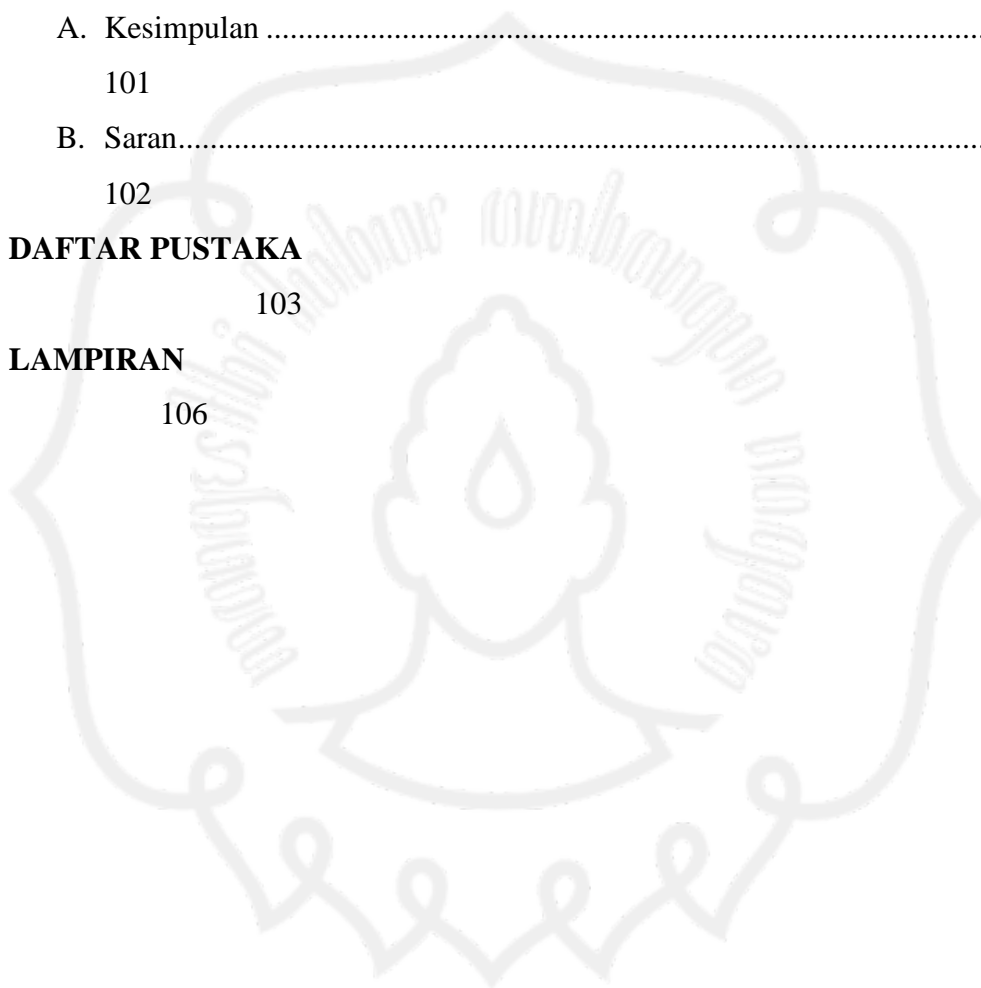 A. Kesimpulan ..........................................................................................
101
B. Saran.....................................................................................................
102
DAFTAR PUSTAKA
103
LAMPIRAN
106